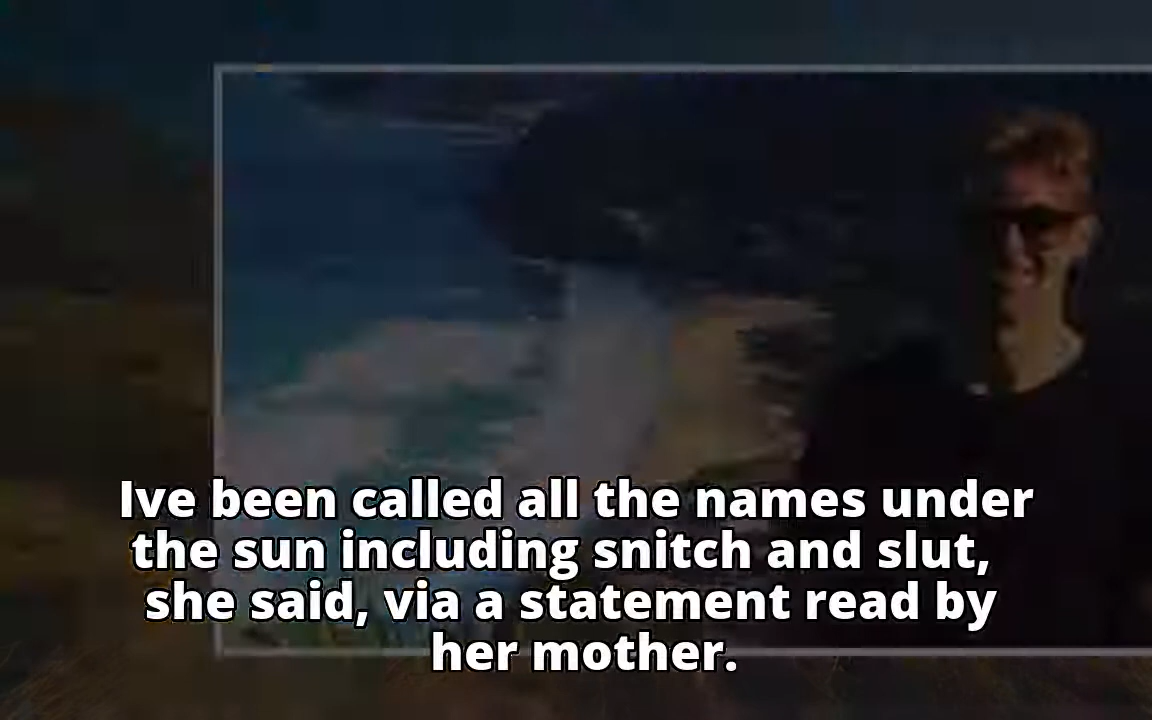 Ive been called all the names under
the sun including snitch and slut,
she said, via a statement read by
her mother.